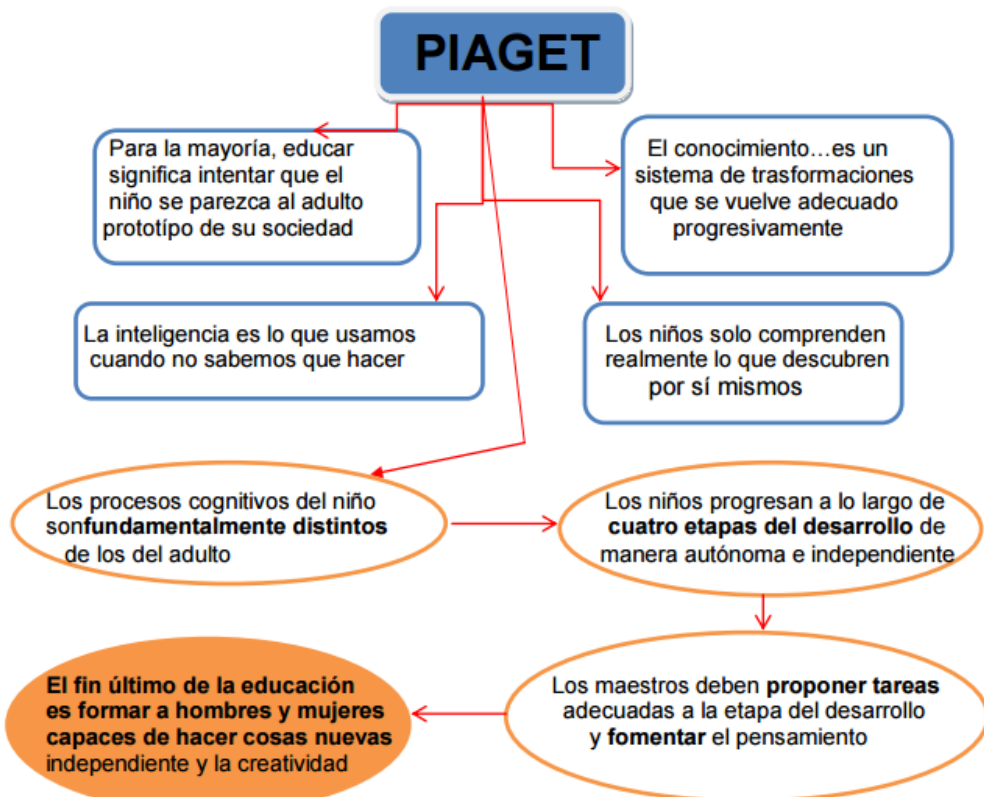 PIAGET
Para la mayoría, educar
significa intentar que el
niño se parezca al adulto
prototípo de su sociedad
El conocimiento...es un
sistema de trasformaciones
que se vuelve adecuado
progresivamente
La inteligencia es lo que usamos
cuando no sabemos que hacer
Los niños solo comprenden
realmente lo que descubren
por sí mismos
Los procesos cognitivos del niño
sonfundamentalmente distintos
de los del adulto
Los niños progresan a lo largo de
cuatro etapas del desarrollo de
manera autónoma e independiente
Los maestros deben proponer tareas
adecuadas a la etapa del desarrollo
y fomentar el pensamiento
El fin último de la educación
es formar a hombres y mujeres
capaces de hacer cosas nuevas
independiente y la creatividad